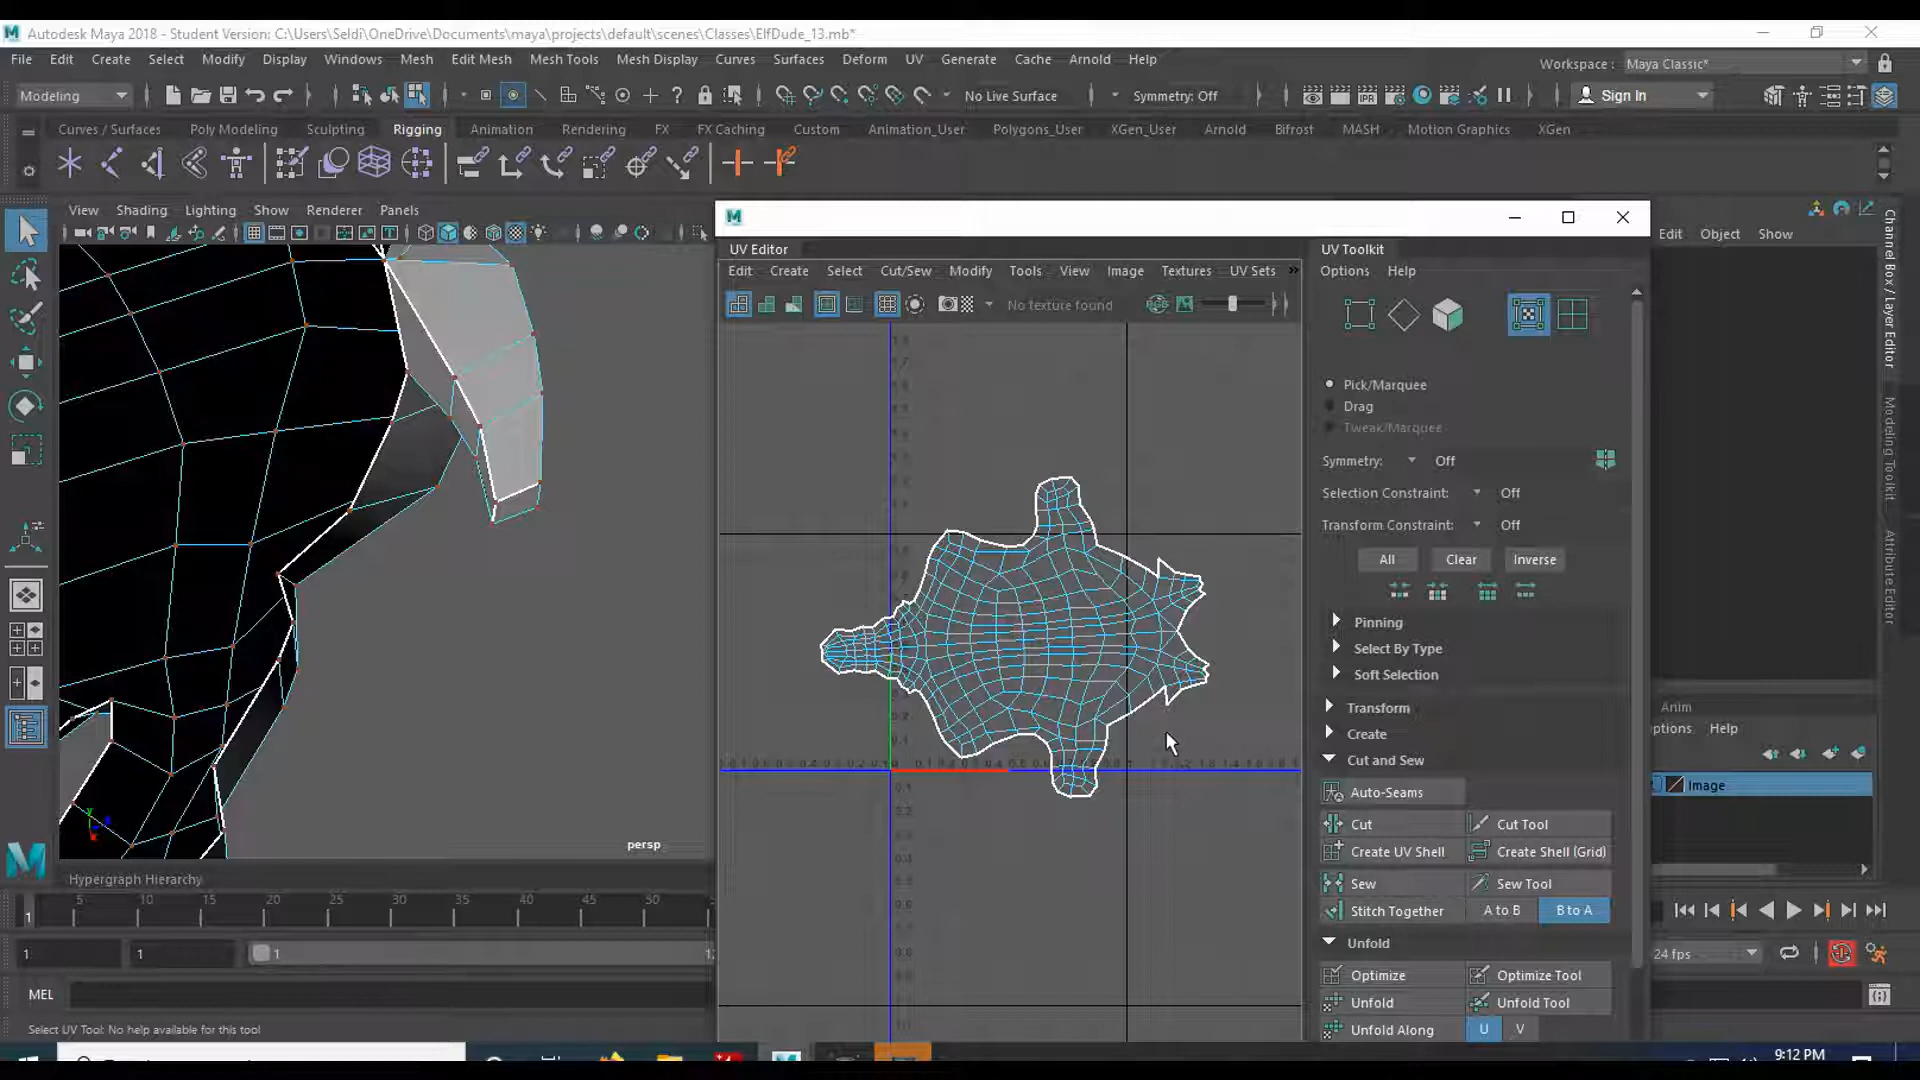 Autodesk Maya 2018 - Student Version: C:\Users\Seldi\OneDrive\Documents\maya\projects\default\scenes\Classes\ElfDude_13.mb*
File Edit Create Select Modify Display Windows Mesh Edit Mesh Mesh Tools Mesh Display Curves Surfaces Deform UV Generate Cache Arnold Help
Workspace : Maya Classic*
Modeling
No Live Surface
Symmetry: Off
Sign In
Curves / Surfaces Poly Modeling Sculpting Rigging Animation Rendering FX FX Caching Custom Animation_User Polygons_User XGen_User Arnold Bifrost MASH Motion Graphics XGen
View Shading Lighting Show Renderer Panels
persp
UV Editor
Edit Create Select Cut/Sew Modify Tools View Image Textures UV Sets »
No texture found
UV Toolkit
Options Help
Pick/Marquee
Drag
Tweak/Marquee
Symmetry: Off
Selection Constraint: Off
Transform Constraint: Off
All Clear Inverse
Pinning
Select By Type
Soft Selection
Transform
Create
Cut and Sew
Auto-Seams
Cut Cut Tool
Create UV Shell Create Shell (Grid)
Sew Sew Tool
Stitch Together A to B B to A
Unfold
Optimize Optimize Tool
Unfold Unfold Tool
Unfold Along U V
Edit Object Show
Channel Box / Layer Editor
Modeling Toolkit
Attribute Editor
Anim
ptions Help
Image
24 fps
Hypergraph Hierarchy
1 5 10 15 20 25 30 35 40 45 50
1 1 1
MEL
Select UV Tool: No help available for this tool
9:12 PM